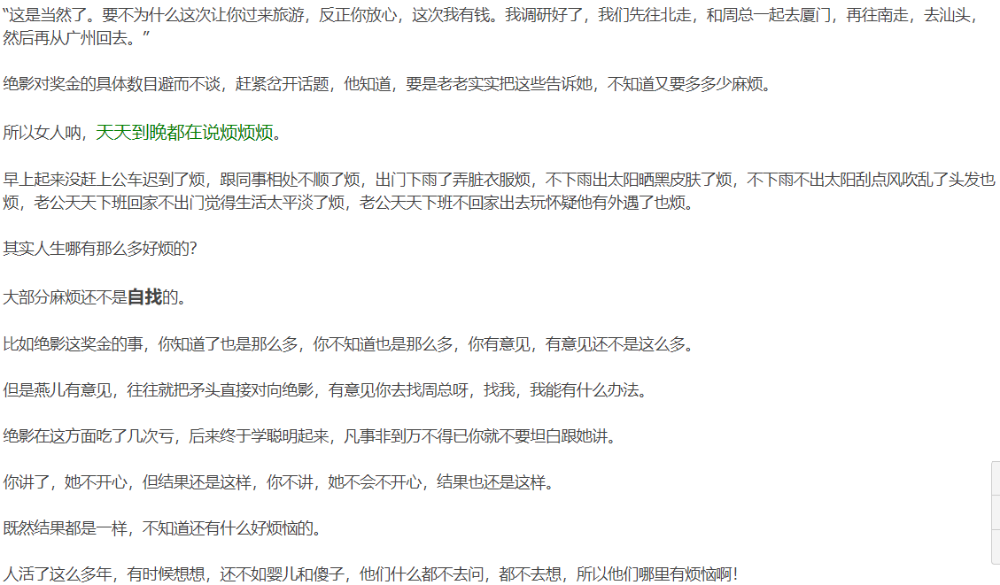 “这是当然了。要不为什么这次让你过来旅游，反正你放心，这次我有钱。我调研好了，我们先往北走，和周总一起去厦门，再往南走，去汕头，
然后再从广州回去。”
绝影对奖金的具体数目避而不谈，赶紧岔开话题，他知道，要是老老实实把这些告诉她，不知道又要多多少麻烦。
所以女人呐，天天到晚都在说烦烦烦。
早上起来没赶上公车迟到了烦，跟同事相处不顺了烦，出门下雨了弄脏衣服烦，不下雨出太阳晒黑皮肤了烦，不下雨不出太阳刮点风吹乱了头发也
烦，老公天天下班回家不出门觉得生活太平淡了烦，老公天天下班不回家出去玩怀疑他有外遇了也烦。
其实人生哪有那么多好烦的？
大部分麻烦还不是自找的。
比如绝影这奖金的事，你知道了也是那么多，你不知道也是那么多，你有意见，有意见还不是这么多。
但是燕儿有意见，往往就把矛头直接对向绝影，有意见你去找周总呀，找我，我能有什么办法。
绝影在这方面吃了几次亏，后来终于学聪明起来，凡事非到万不得已你就不要坦白跟她讲。
你讲了，她不开心，但结果还是这样，你不讲，她不会不开心，结果也还是这样。
既然结果都是一样，不知道还有什么好烦恼的。
人活了这么多年，有时候想想，还不如婴儿和傻子，他们什么都不去问，都不去想，所以他们哪里有烦恼啊！